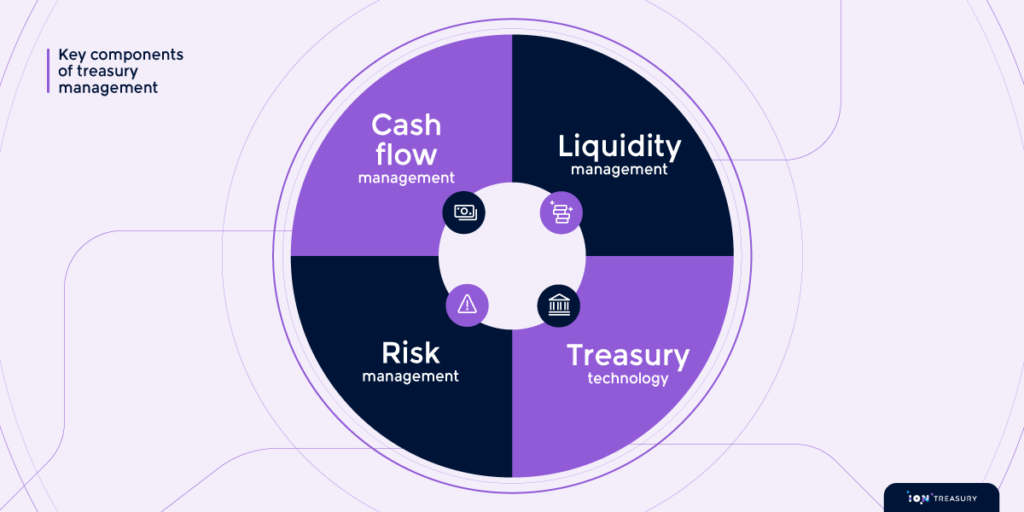 Key components
of treasury
management
Cash
flow
management
Liquidity
management
Risk
management
Treasury
technology
ION TREASURY